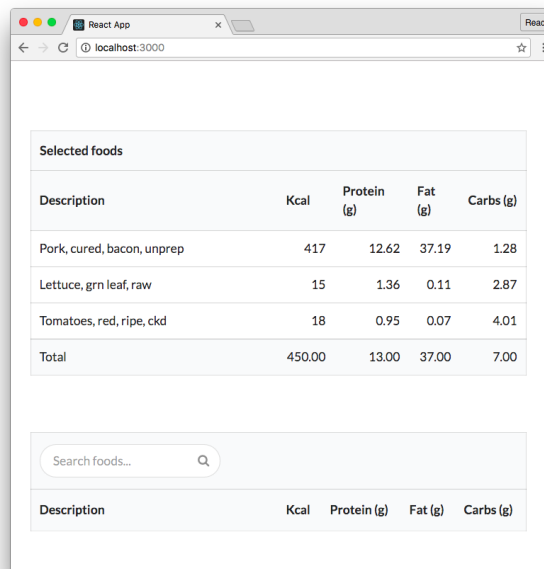 React App
React
localhost:3000
Selected foods
Description Kcal Protein (g) Fat (g) Carbs (g)
Pork, cured, bacon, unprep 417 12.62 37.19 1.28
Lettuce, grn leaf, raw 15 1.36 0.11 2.87
Tomatoes, red, ripe, ckd 18 0.95 0.07 4.01
Total 450.00 13.00 37.00 7.00
Search foods...
Description Kcal Protein (g) Fat (g) Carbs (g)